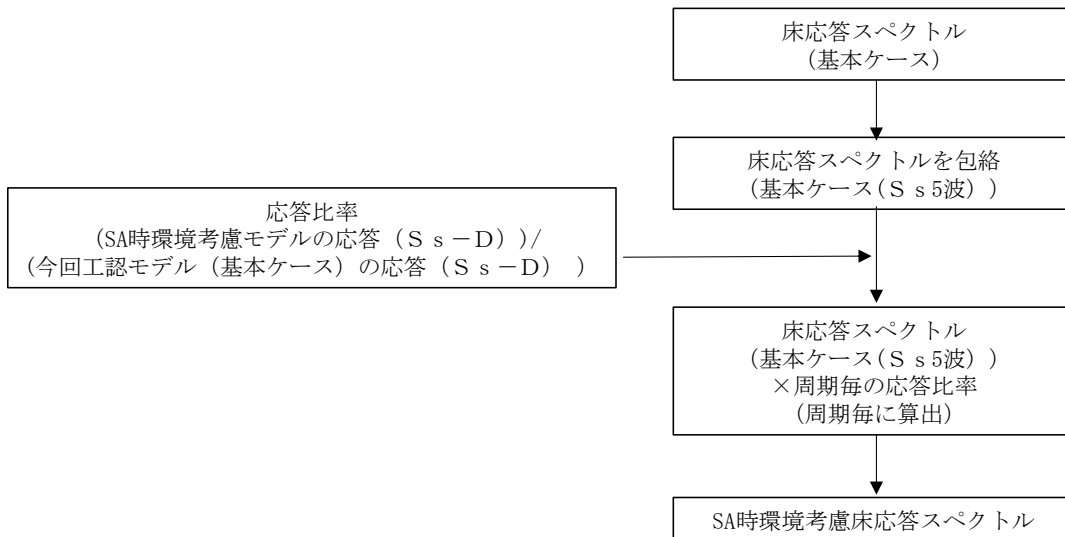 床応答スペクトル
(基本ケース)
床応答スペクトルを包絡
(基本ケース(Ｓｓ5波))
応答比率
(SA時環境考慮モデルの応答（Ｓｓ－Ｄ）)/
(今回工認モデル（基本ケース）の応答（Ｓｓ－Ｄ） )
床応答スペクトル
(基本ケース(Ｓｓ5波))
×周期毎の応答比率
(周期毎に算出)
SA時環境考慮床応答スペクトル